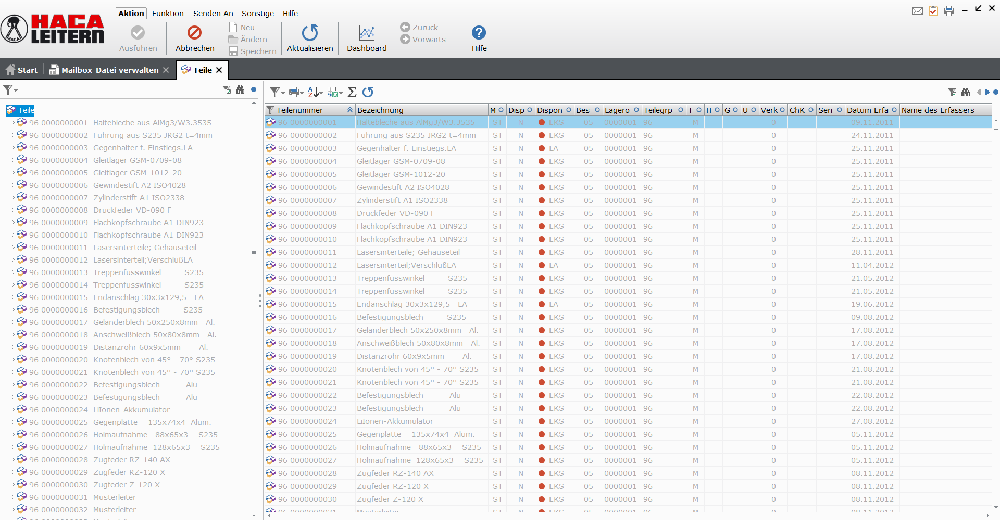 HACA
LEITERN
HACA
Aktion Funktion Senden An Sonstige Hilfe
Ausführen Abbrechen Neu Ändern Speichern Aktualisieren Dashboard Zurück Vorwärts Hilfe
Start Mailbox-Datei verwalten Teile
Teile
96 0000000001 Haltebleche aus AlMg3/W3.3535
96 0000000002 Führung aus S235 JRG2 t=4mm
96 0000000003 Gegenhalter f. Einstiegs.LA
96 0000000004 Gleitlager GSM-0709-08
96 0000000005 Gleitlager GSM-1012-20
96 0000000006 Gewindestift A2 ISO4028
96 0000000007 Zylinderstift A1 ISO2338
96 0000000008 Druckfeder VD-090 F
96 0000000009 Flachkopfschraube A1 DIN923
96 0000000010 Flachkopfschraube A1 DIN923
96 0000000011 Lasersinterteile; Gehäuseteil
96 0000000012 Lasersinterteil;VerschlußLA
96 0000000013 Treppenfusswinkel S235
96 0000000014 Treppenfusswinkel S235
96 0000000015 Endanschlag 30x3x129,5 LA
96 0000000016 Befestigungsblech S235
96 0000000017 Geländerblech 50x250x8mm Al.
96 0000000018 Anschweißblech 50x80x8mm Al.
96 0000000019 Distanzrohr 60x9x5mm Al.
96 0000000020 Knotenblech von 45° - 70° S235
96 0000000021 Knotenblech von 45° - 70° S235
96 0000000022 Befestigungsblech Alu
96 0000000023 Befestigungsblech Alu
96 0000000024 LiIonen-Akkumulator
96 0000000025 Gegenplatte 135x74x4 Alum.
96 0000000026 Holmaufnahme 88x65x3 S235
96 0000000027 Holmaufnahme 128x65x3 S235
96 0000000028 Zugfeder RZ-140 AX
96 0000000029 Zugfeder RZ-120 X
96 0000000030 Zugfeder Z-120 X
96 0000000031 Musterleiter
96 0000000032 Musterleiter
Teilenummer Bezeichnung M Disp Dispon Bes Lagero Teilegrp T H G U Verk ChK Seri Datum Erfa Name des Erfassers
96 0000000001 Haltebleche aus AlMg3/W3.3535 ST N EKS 05 0000001 96 M 0 09.11.2011
96 0000000002 Führung aus S235 JRG2 t=4mm ST N EKS 05 0000001 96 M 0 24.11.2011
96 0000000003 Gegenhalter f. Einstiegs.LA ST N LA 05 0000001 96 M 0 25.11.2011
96 0000000004 Gleitlager GSM-0709-08 ST N EKS 05 0000001 96 M 0 25.11.2011
96 0000000005 Gleitlager GSM-1012-20 ST N EKS 05 0000001 96 M 0 25.11.2011
96 0000000006 Gewindestift A2 ISO4028 ST N EKS 05 0000001 96 M 0 25.11.2011
96 0000000007 Zylinderstift A1 ISO2338 ST N EKS 05 0000001 96 M 0 25.11.2011
96 0000000008 Druckfeder VD-090 F ST N EKS 05 0000001 96 M 0 25.11.2011
96 0000000009 Flachkopfschraube A1 DIN923 ST N EKS 05 0000001 96 M 0 25.11.2011
96 0000000010 Flachkopfschraube A1 DIN923 ST N EKS 05 0000001 96 M 0 25.11.2011
96 0000000011 Lasersinterteile; Gehäuseteil ST N EKS 05 0000001 96 M 0 28.11.2011
96 0000000012 Lasersinterteil;VerschlußLA ST N LA 05 0000001 96 M 0 11.04.2012
96 0000000013 Treppenfusswinkel S235 ST N EKS 05 0000001 96 M 0 21.05.2012
96 0000000014 Treppenfusswinkel S235 ST N EKS 05 0000001 96 M 0 21.05.2012
96 0000000015 Endanschlag 30x3x129,5 LA ST N LA 05 0000001 96 M 0 19.06.2012
96 0000000016 Befestigungsblech S235 ST N EKS 05 0000001 96 M 0 09.08.2012
96 0000000017 Geländerblech 50x250x8mm Al. ST N EKS 05 0000001 96 M 0 17.08.2012
96 0000000018 Anschweißblech 50x80x8mm Al. ST N EKS 05 0000001 96 M 0 17.08.2012
96 0000000019 Distanzrohr 60x9x5mm Al. ST N EKS 05 0000001 96 M 0 17.08.2012
96 0000000020 Knotenblech von 45° - 70° S235 ST N EKS 05 0000001 96 M 0 21.08.2012
96 0000000021 Knotenblech von 45° - 70° S235 ST N EKS 05 0000001 96 M 0 21.08.2012
96 0000000022 Befestigungsblech Alu ST N EKS 05 0000001 96 M 0 22.08.2012
96 0000000023 Befestigungsblech Alu ST N EKS 05 0000001 96 M 0 22.08.2012
96 0000000024 LiIonen-Akkumulator ST N EKS 05 0000001 96 M 0 27.08.2012
96 0000000025 Gegenplatte 135x74x4 Alum. ST N EKS 05 0000001 96 M 0 05.11.2012
96 0000000026 Holmaufnahme 88x65x3 S235 ST N EKS 05 0000001 96 M 0 05.11.2012
96 0000000027 Holmaufnahme 128x65x3 S235 ST N EKS 05 0000001 96 M 0 05.11.2012
96 0000000028 Zugfeder RZ-140 AX ST N EKS 05 0000001 96 M 0 08.11.2012
96 0000000029 Zugfeder RZ-120 X ST N EKS 05 0000001 96 M 0 08.11.2012
96 0000000030 Zugfeder Z-120 X ST N EKS 05 0000001 96 M 0 08.11.2012